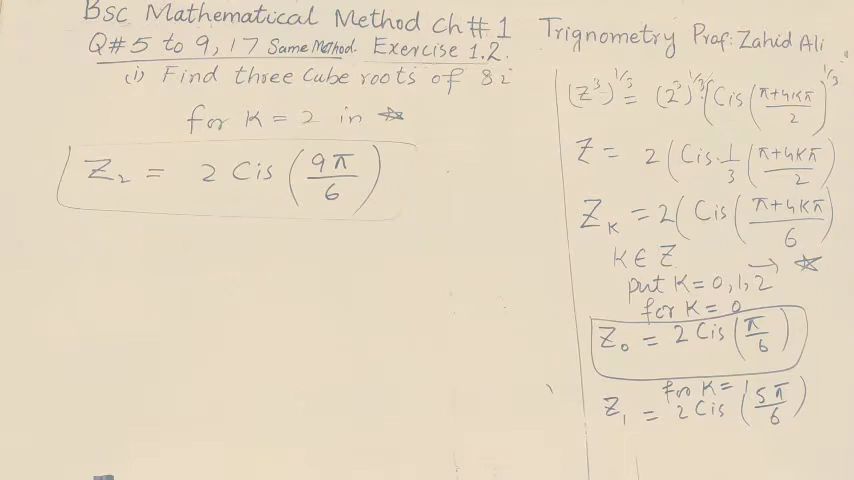 Bsc Mathematical Method Ch # 1
Q# 5 to 9, 17 Same Method. Exercise 1.2.
(i) Find three Cube roots of 8i
for K = 2 in ☆
Z₂ = 2 Cis (9π/6)
Trignometry Prof: Zahid Ali
(Z³)^1/3 = (2³)^1/3 (Cis (π+4kπ/2)^1/3
Z = 2 (Cis . 1/3 (π+4kπ/2)
Z_K = 2( Cis (π+4kπ/6)
K ∈ Z
put K = 0, 1, 2 → ☆
for K = 0
Z₀ = 2 Cis (π/6)
for K = 1
Z₁ = 2 Cis (5π/6)